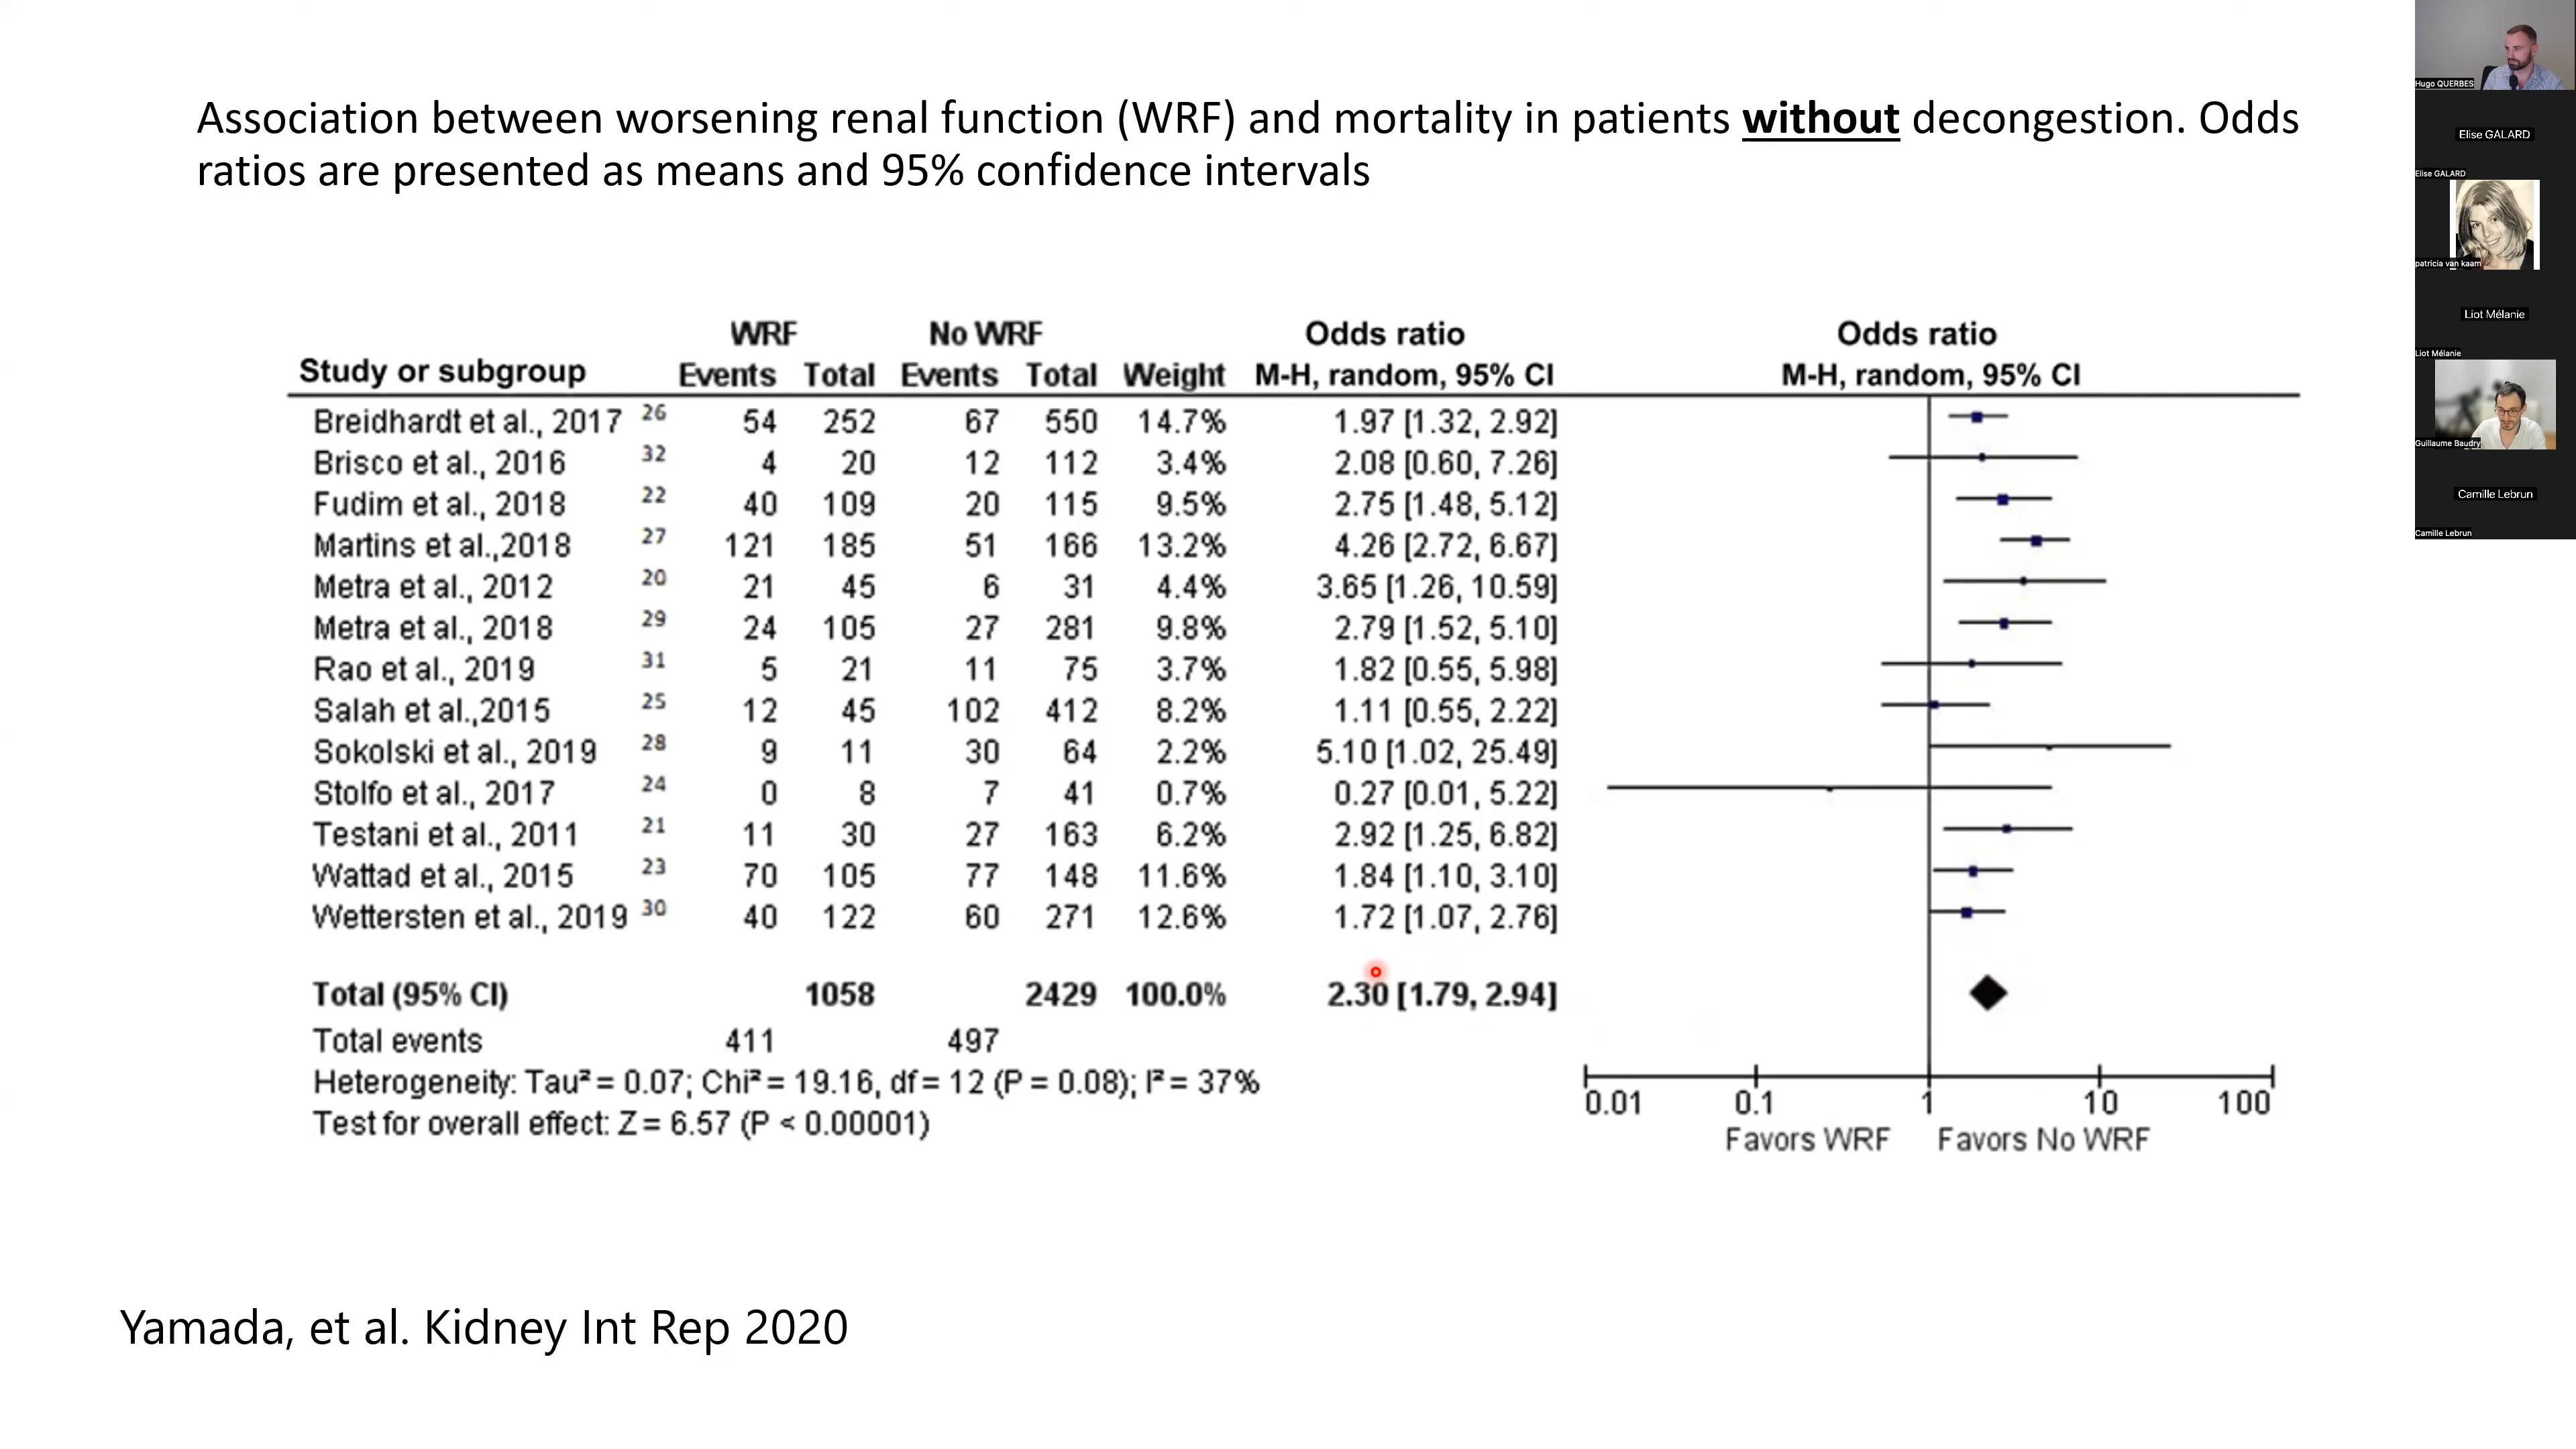 Association between worsening renal function (WRF) and mortality in patients without decongestion. Odds
ratios are presented as means and 95% confidence intervals
WRF No WRF Odds ratio Odds ratio
Study or subgroup Events Total Events Total Weight M-H, random, 95% CI M-H, random, 95% CI
Breidhardt et al., 2017 26 54 252 67 550 14.7% 1.97 [1.32, 2.92]
Brisco et al., 2016 32 4 20 12 112 3.4% 2.08 [0.60, 7.26]
Fudim et al., 2018 22 40 109 20 115 9.5% 2.75 [1.48, 5.12]
Martins et al.,2018 27 121 185 51 166 13.2% 4.26 [2.72, 6.67]
Metra et al., 2012 20 21 45 6 31 4.4% 3.65 [1.26, 10.59]
Metra et al., 2018 29 24 105 27 281 9.8% 2.79 [1.52, 5.10]
Rao et al., 2019 31 5 21 11 75 3.7% 1.82 [0.55, 5.98]
Salah et al.,2015 25 12 45 102 412 8.2% 1.11 [0.55, 2.22]
Sokolski et al., 2019 28 9 11 30 64 2.2% 5.10 [1.02, 25.49]
Stolfo et al., 2017 24 0 8 7 41 0.7% 0.27 [0.01, 5.22]
Testani et al., 2011 21 11 30 27 163 6.2% 2.92 [1.25, 6.82]
Wattad et al., 2015 23 70 105 77 148 11.6% 1.84 [1.10, 3.10]
Wettersten et al., 2019 30 40 122 60 271 12.6% 1.72 [1.07, 2.76]
Total (95% CI) 1058 2429 100.0% 2.30 [1.79, 2.94]
Total events 411 497
Heterogeneity: Tau² = 0.07; Chi² = 19.16, df = 12 (P = 0.08); I² = 37%
Test for overall effect: Z = 6.57 (P < 0.00001)
0.01 0.1 1 10 100
Favors WRF Favors No WRF
Yamada, et al. Kidney Int Rep 2020
Hugo QUERBES
Elise GALARD
Elise GALARD
patricia van kaam
Liot Mélanie
Liot Mélanie
Guillaume Baudry
Camille Lebrun
Camille Lebrun